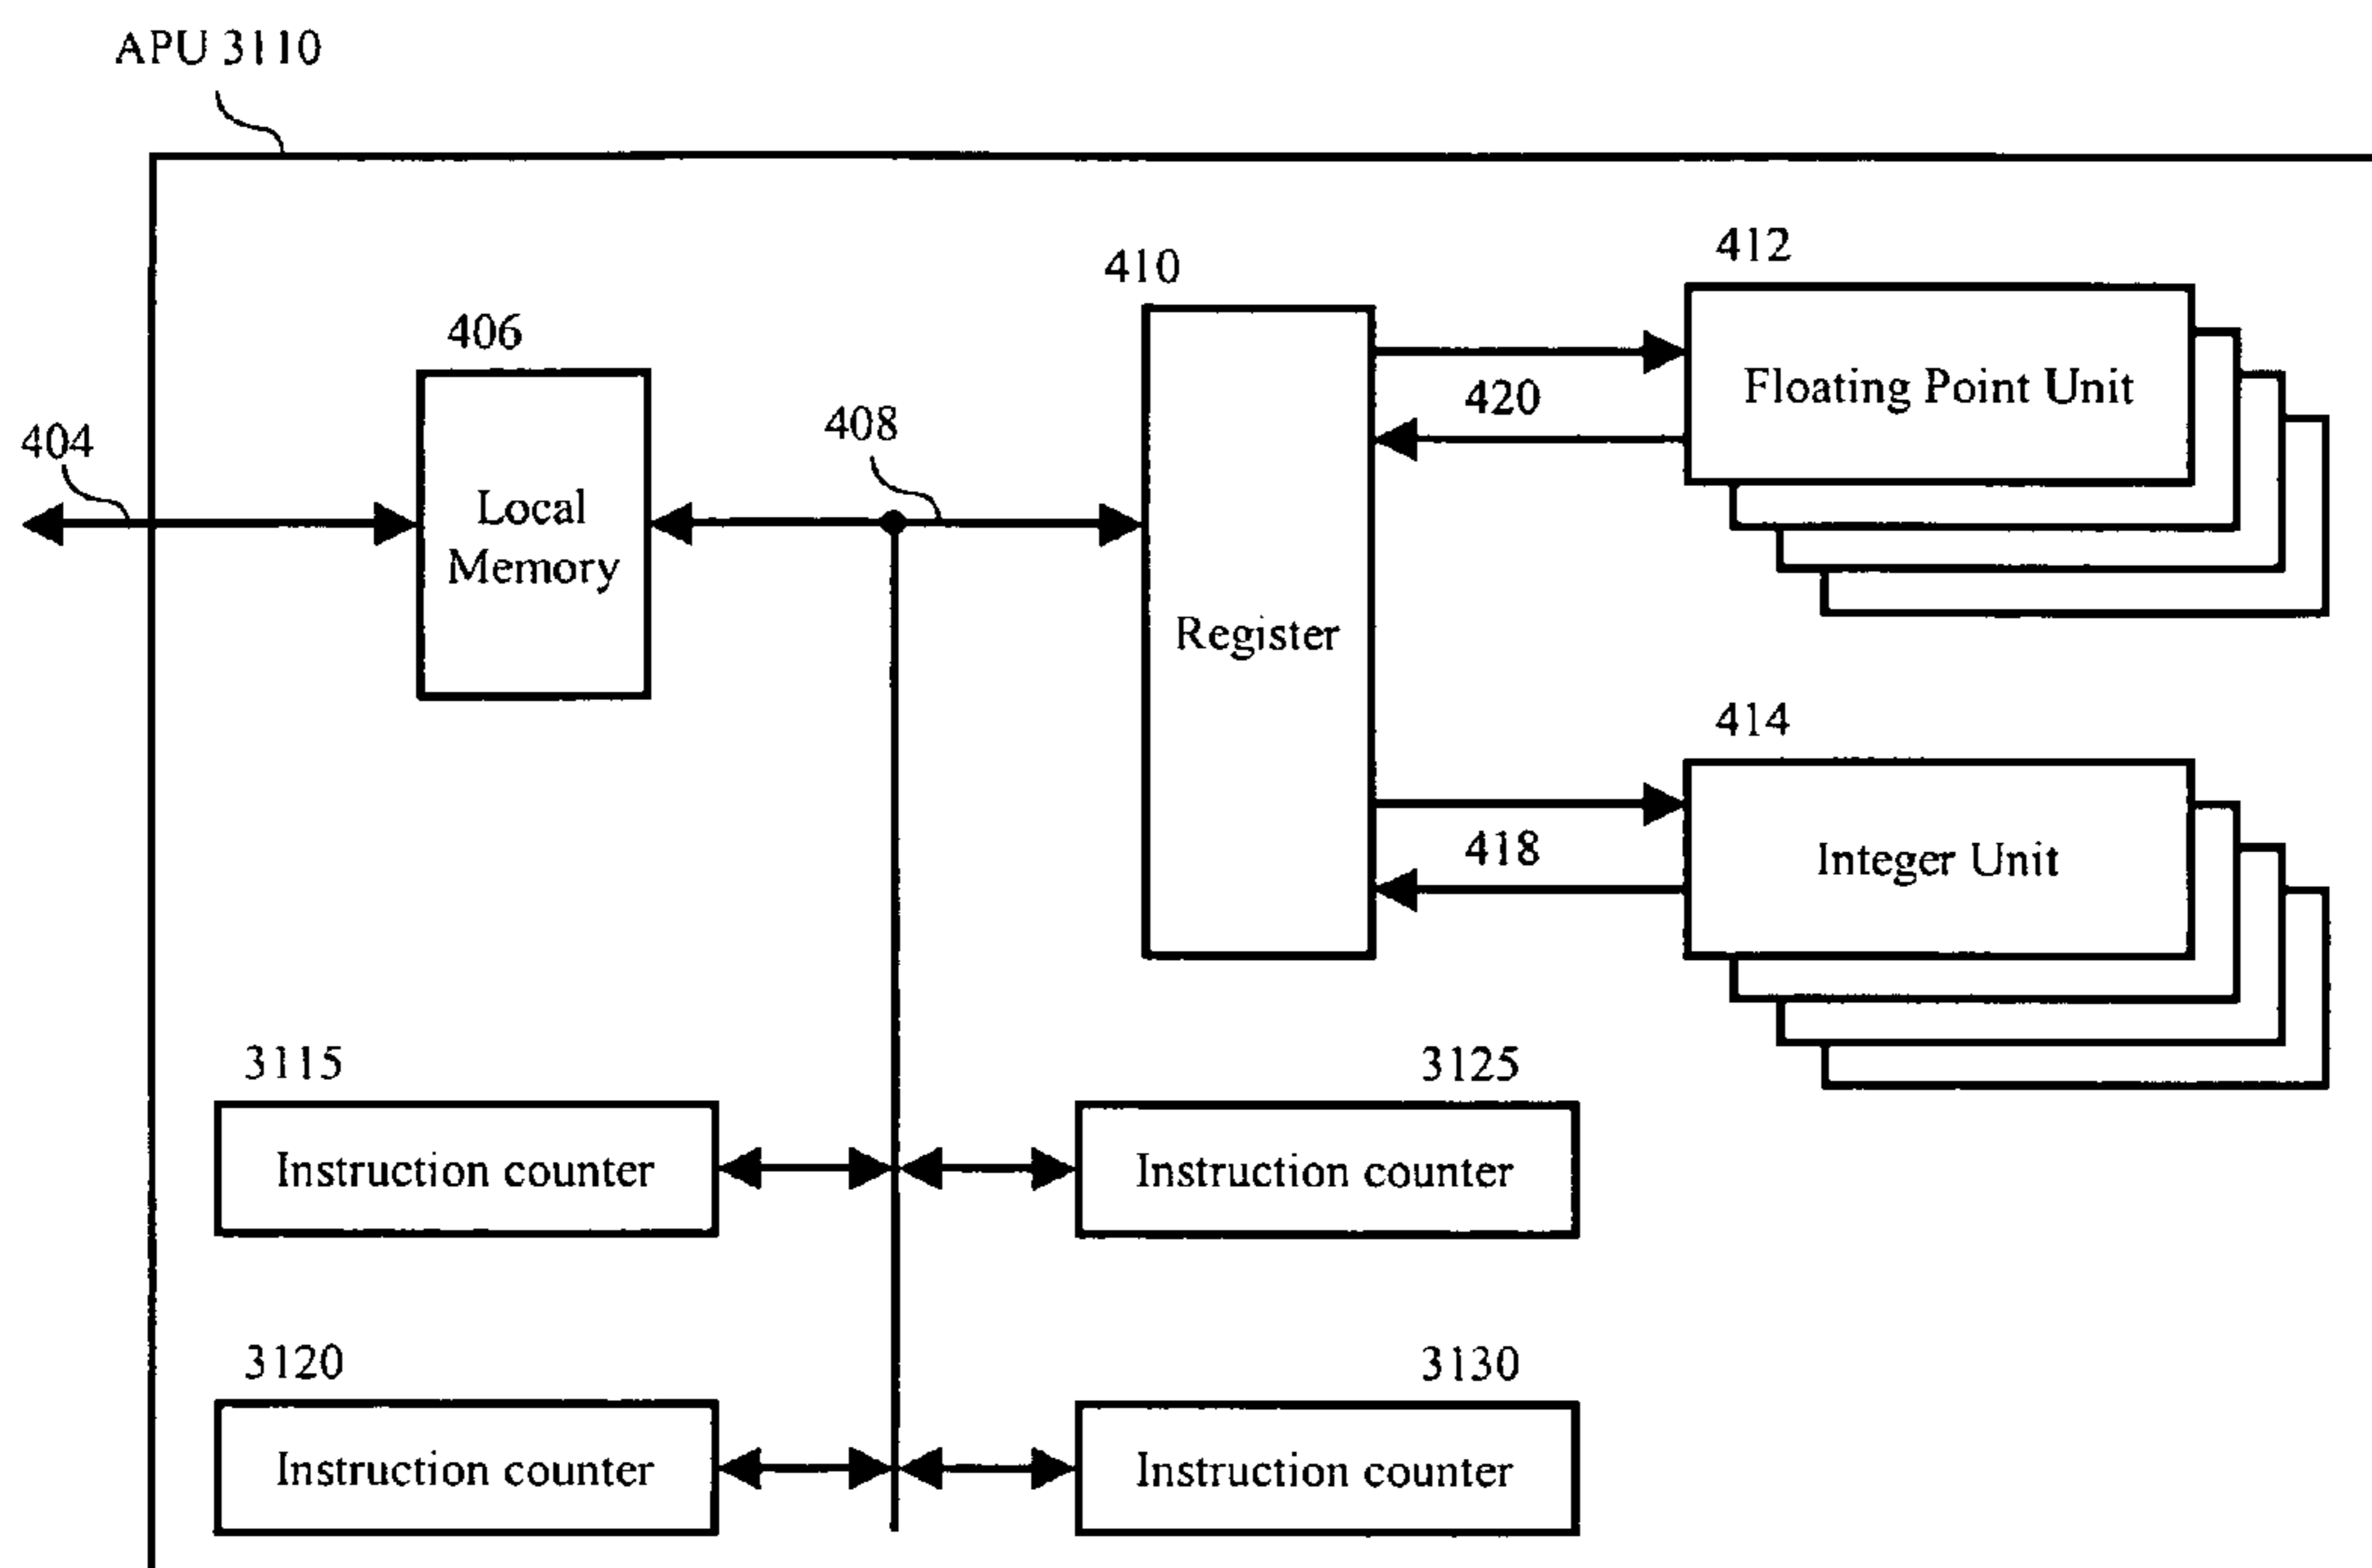 APU 3110
412
410
406
Floating Point Unit
420
408
404
Local
Memory
Register
414
418
Integer Unit
3115
3125
Instruction counter
Instruction counter
3120
3130
Instruction counter
Instruction counter